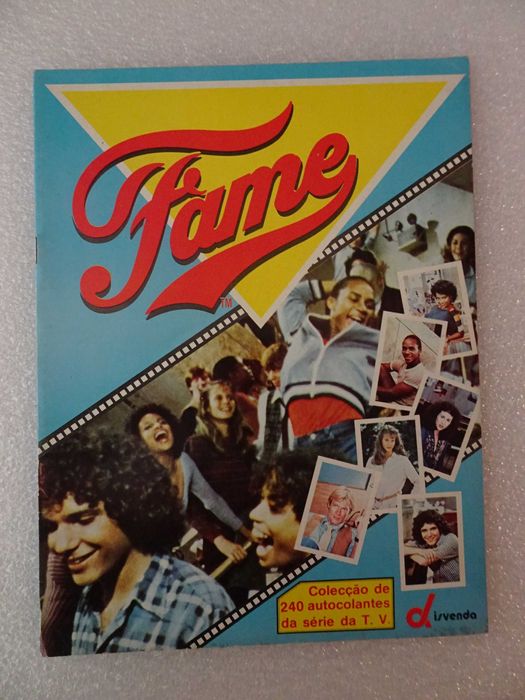 Fame
TM
Colecção de
240 autocolantes
da série da T. V.
disvenda